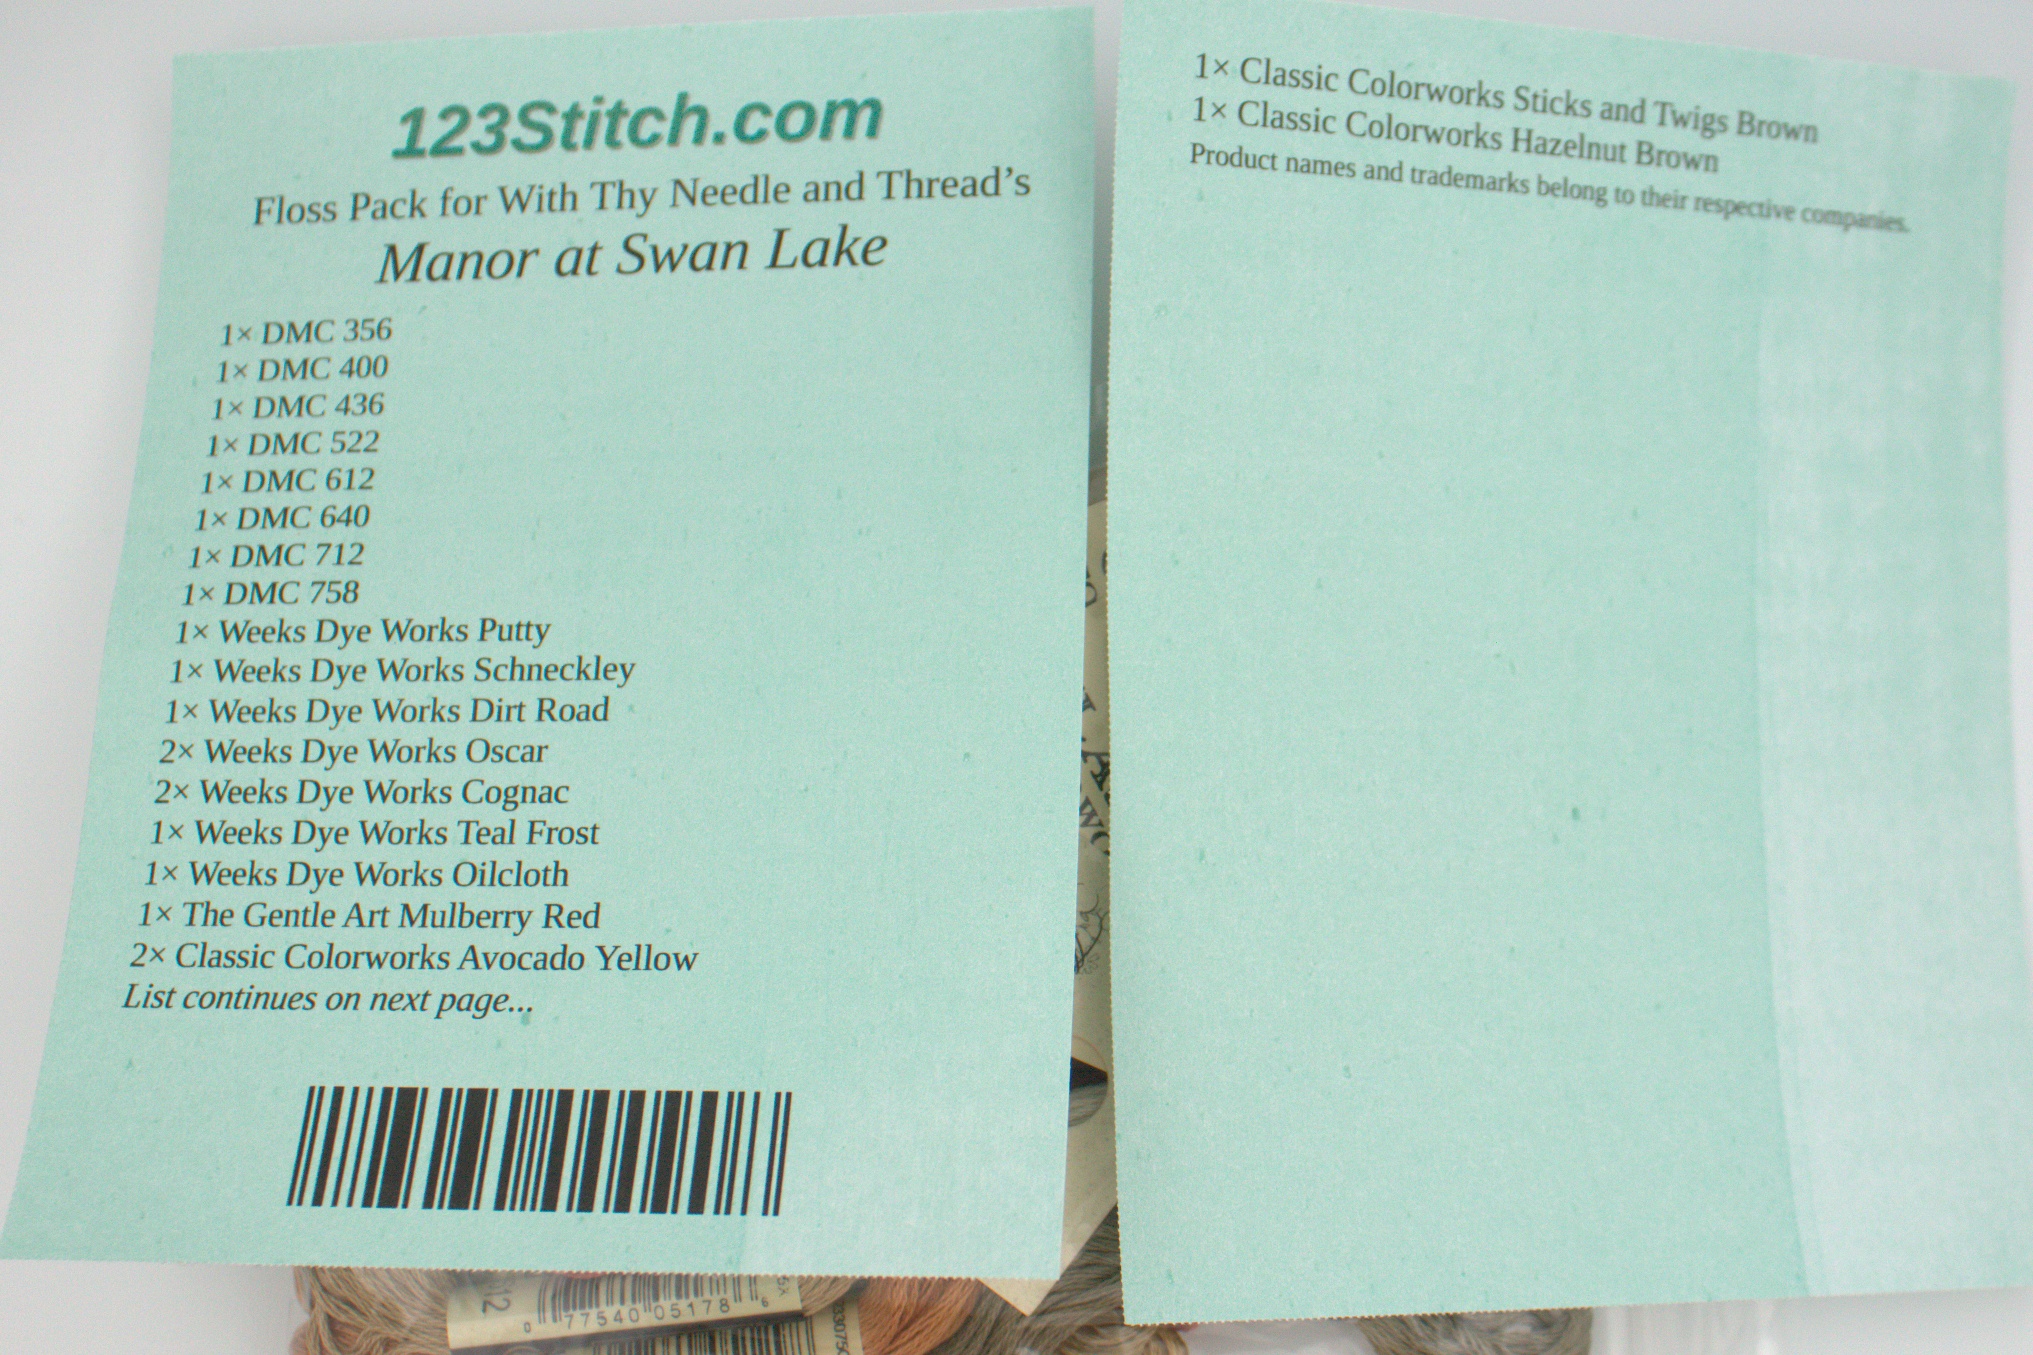 123Stitch.com
Floss Pack for With Thy Needle and Thread’s
Manor at Swan Lake
1× DMC 356
1× DMC 400
1× DMC 436
1× DMC 522
1× DMC 612
1× DMC 640
1× DMC 712
1× DMC 758
1× Weeks Dye Works Putty
1× Weeks Dye Works Schneckley
1× Weeks Dye Works Dirt Road
2× Weeks Dye Works Oscar
2× Weeks Dye Works Cognac
1× Weeks Dye Works Teal Frost
1× Weeks Dye Works Oilcloth
1× The Gentle Art Mulberry Red
2× Classic Colorworks Avocado Yellow
List continues on next page...
1× Classic Colorworks Sticks and Twigs Brown
1× Classic Colorworks Hazelnut Brown
Product names and trademarks belong to their respective companies.
0 77540 05178 6